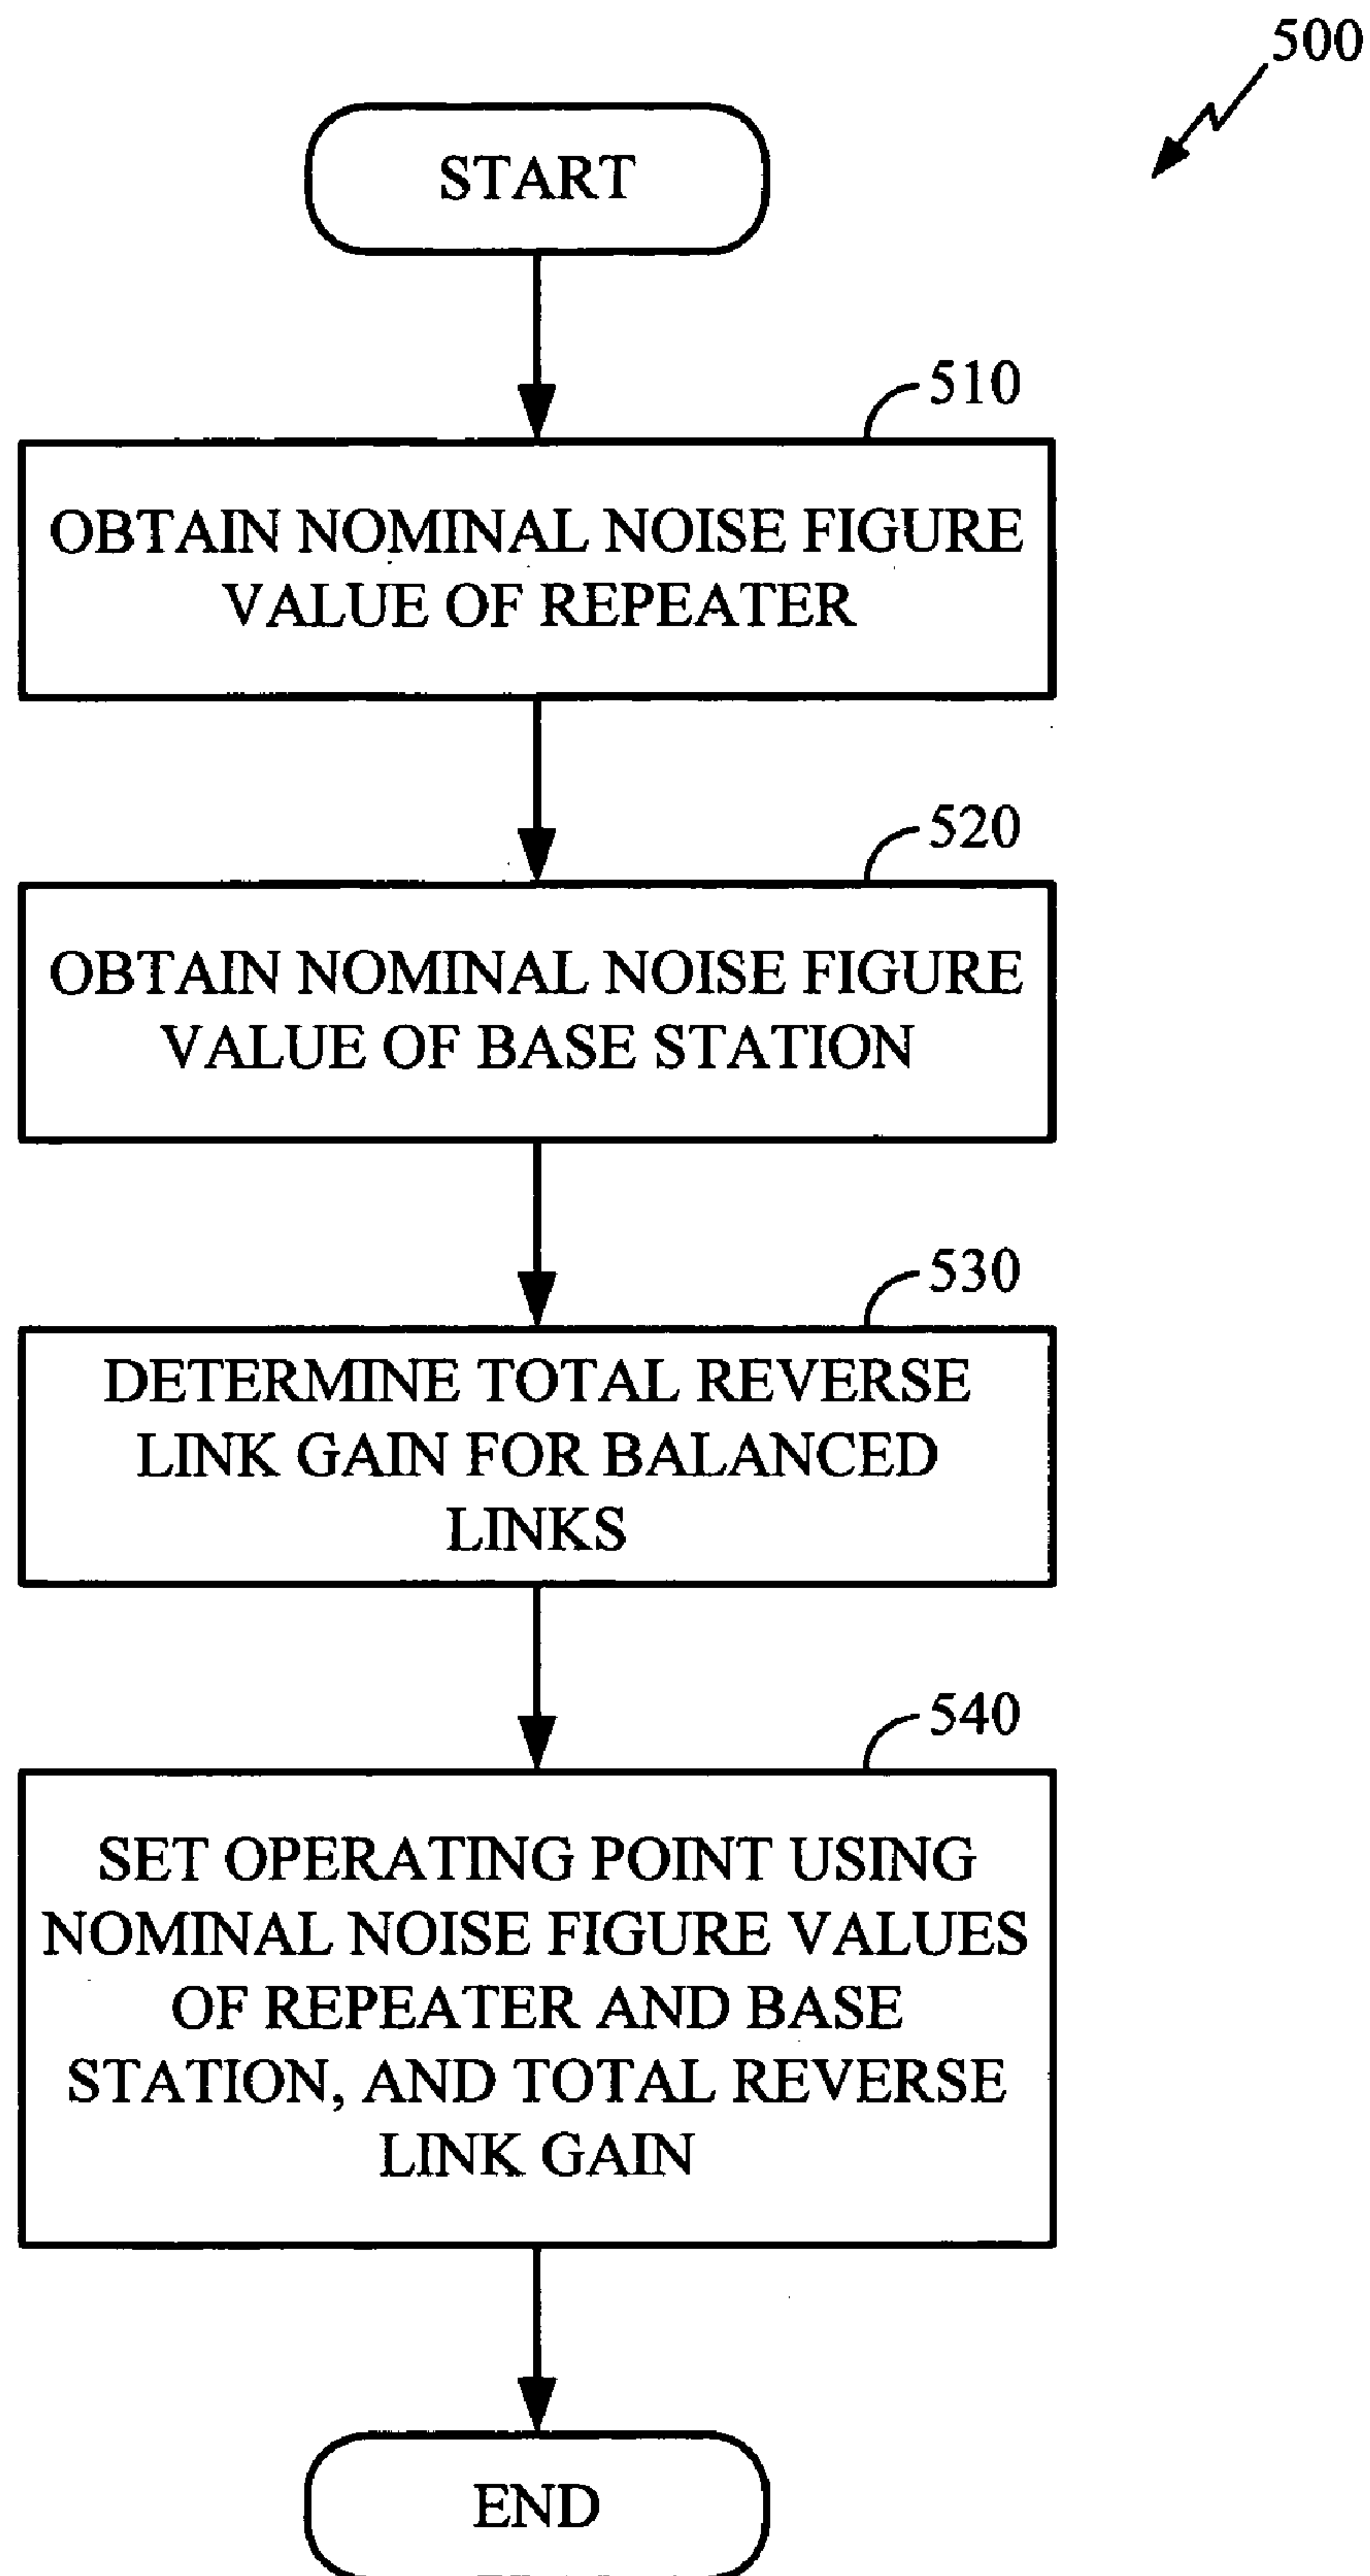 500
START
510
OBTAIN NOMINAL NOISE FIGURE
VALUE OF REPEATER
520
OBTAIN NOMINAL NOISE FIGURE
VALUE OF BASE STATION
530
DETERMINE TOTAL REVERSE
LINK GAIN FOR BALANCED
LINKS
540
SET OPERATING POINT USING
NOMINAL NOISE FIGURE VALUES
OF REPEATER AND BASE
STATION, AND TOTAL REVERSE
LINK GAIN
END